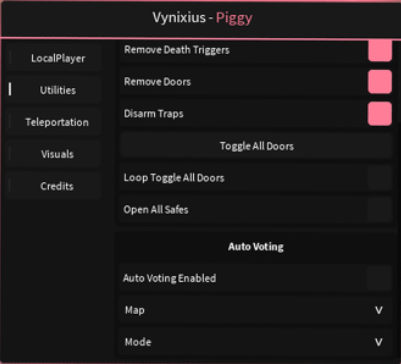 Vynixius - Piggy
LocalPlayer
Utilities
Teleportation
Visuals
Credits
Remove Death Triggers
Remove Doors
Disarm Traps
Toggle All Doors
Loop Toggle All Doors
Open All Safes
Auto Voting
Auto Voting Enabled
Map V
Mode V